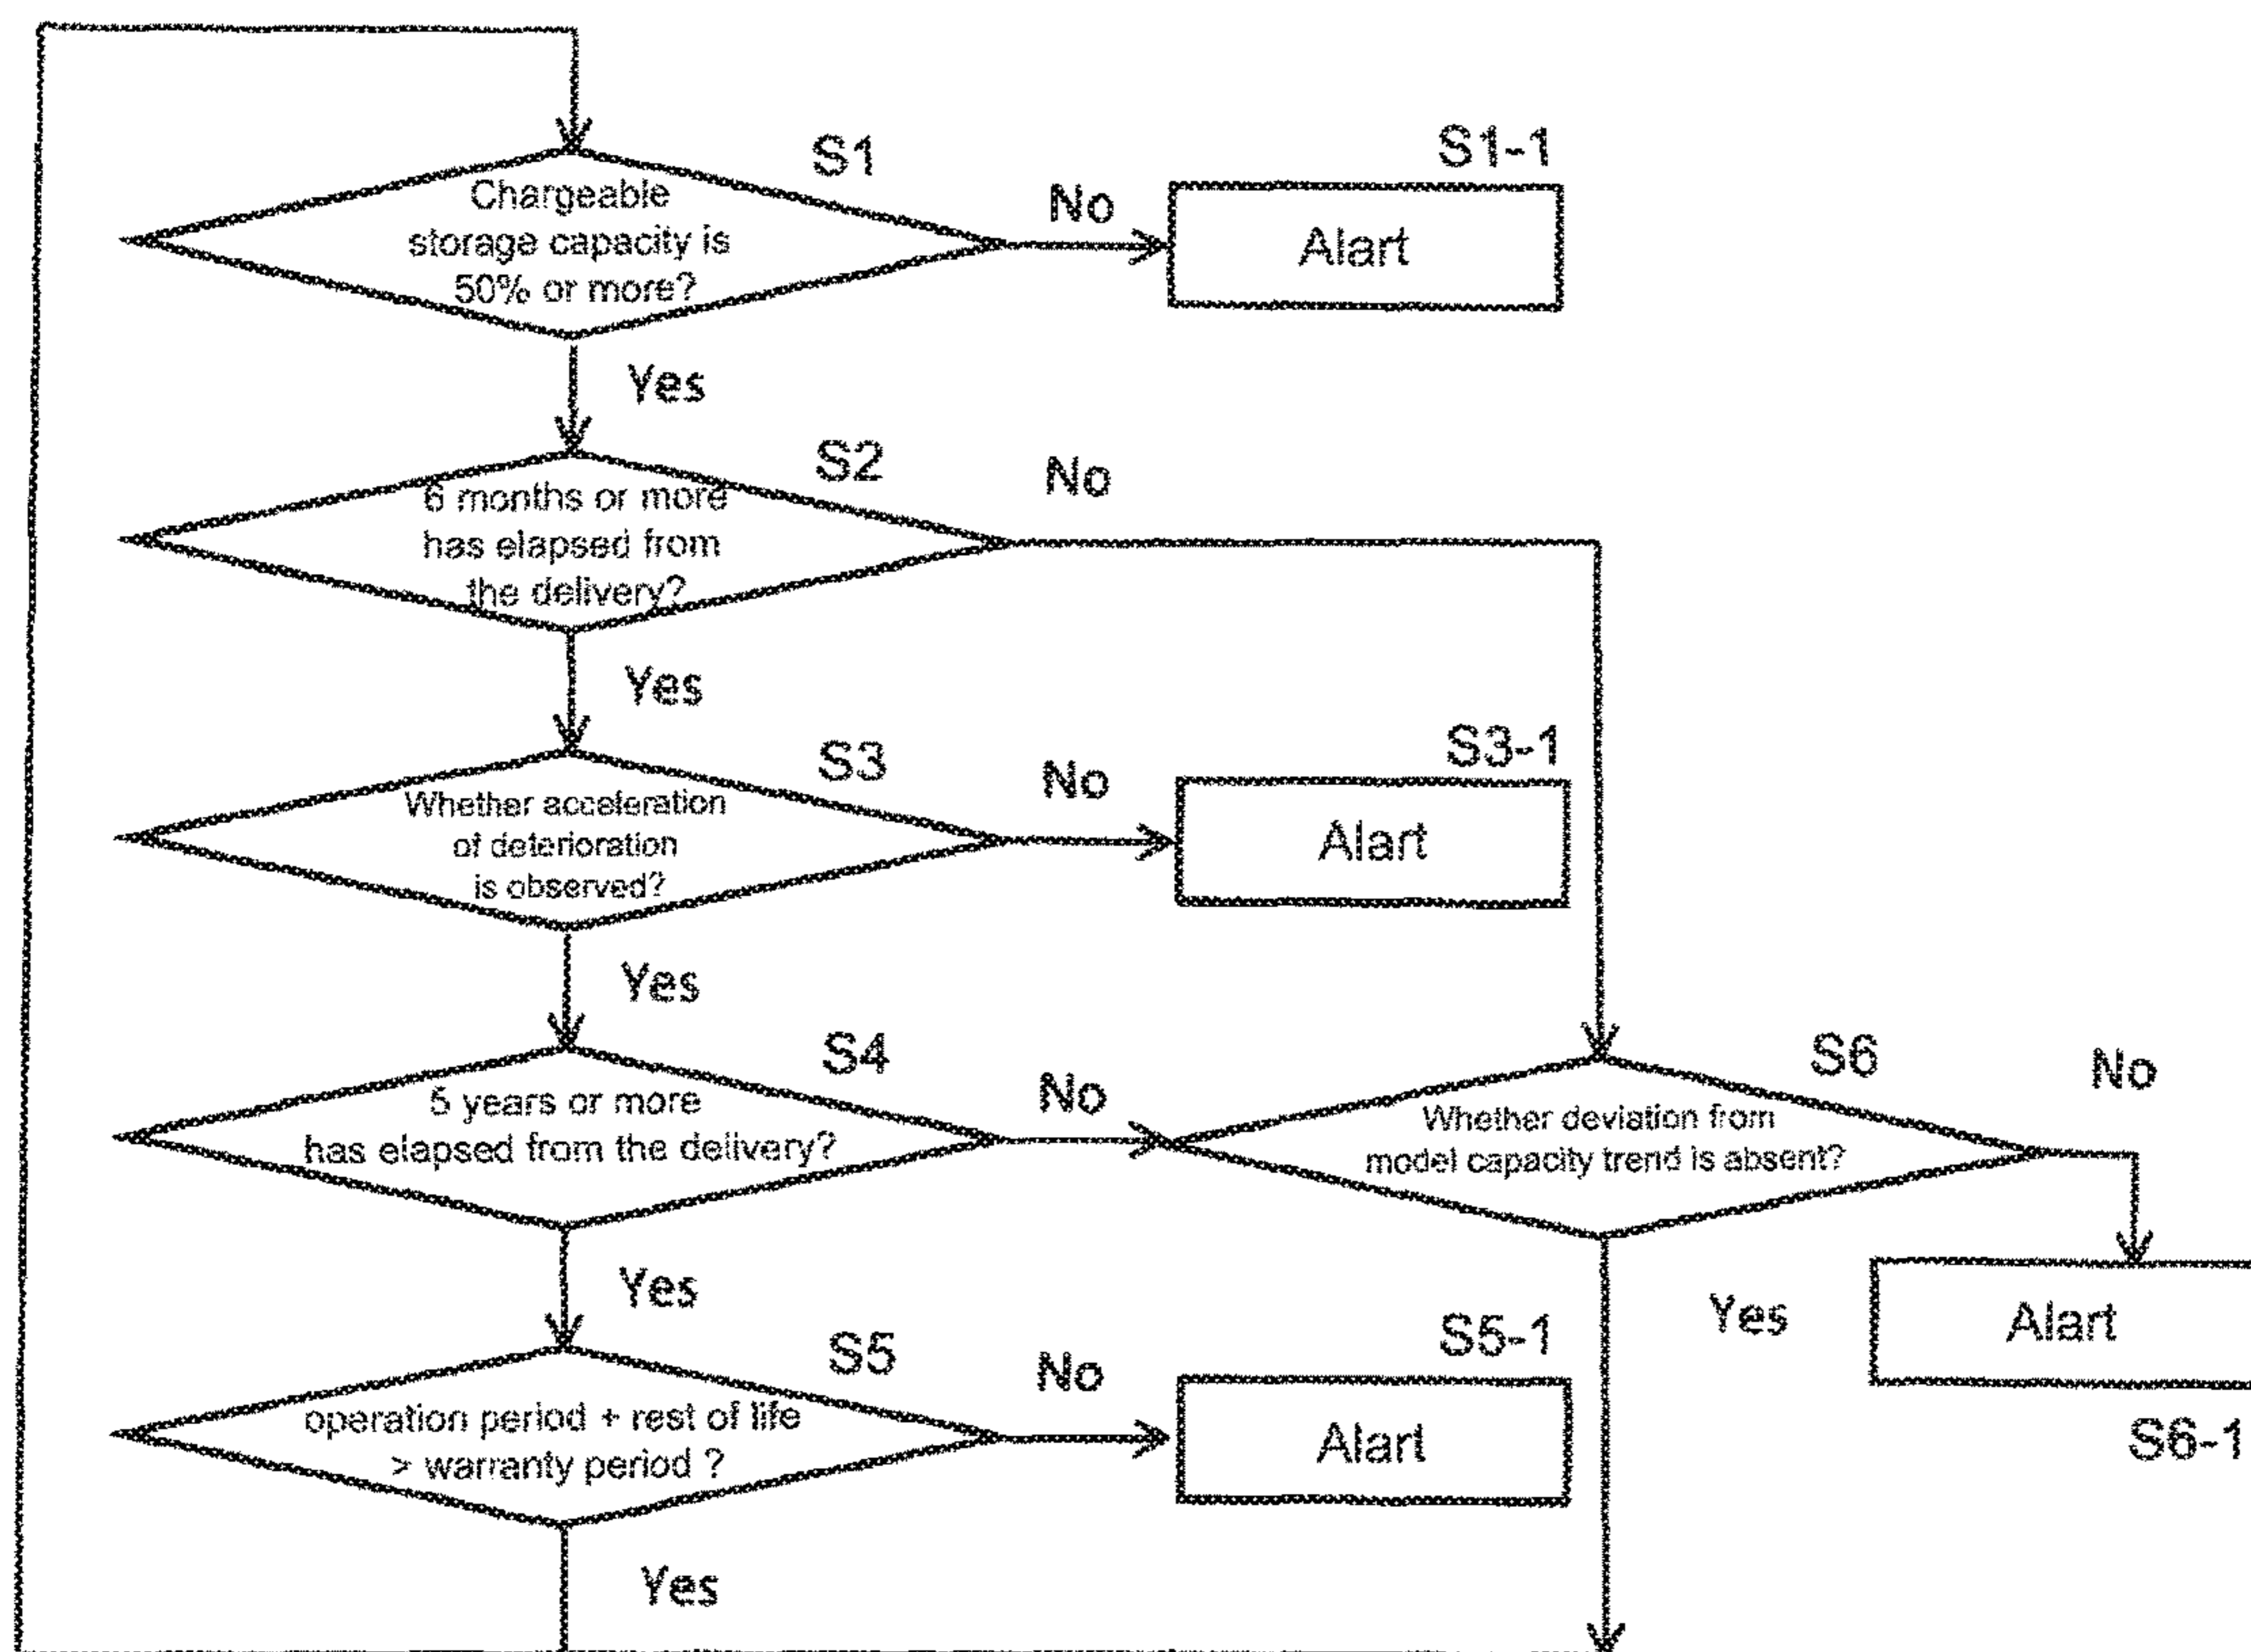 S1
S1-1
Chargeable
storage capacity is
50% or more?
No
Alart
Yes
S2
No
6 months or more
has elapsed from
the delivery?
Yes
S3
S3-1
No
Whether acceleration
of deterioration
is observed?
Alart
Yes
S4
S6
No
No
5 years or more
has elapsed from the delivery?
Whether deviation from
model capacity trend is absent?
Yes
Yes
Alart
S5
S5-1
No
S6-1
operation period + rest of life
> warranty period ?
Alart
Yes